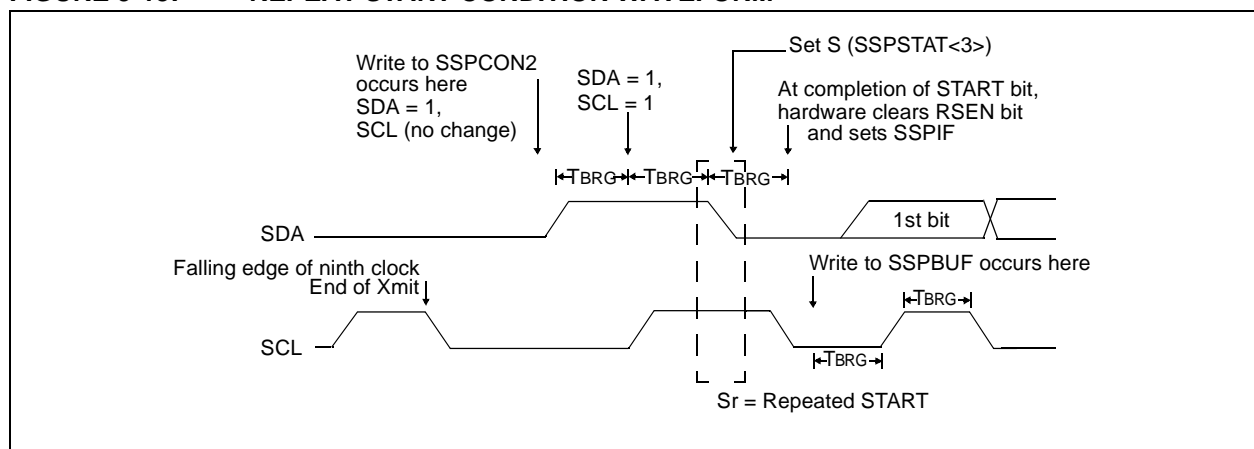 Set S (SSPSTAT<3>)
Write to SSPCON2
occurs here
SDA = 1,
SCL (no change)
SDA = 1,
SCL = 1
At completion of START bit,
hardware clears RSEN bit
and sets SSPIF
TBRG
TBRG
TBRG
SDA
1st bit
Falling edge of ninth clock
End of Xmit
Write to SSPBUF occurs here
TBRG
SCL
TBRG
Sr = Repeated START